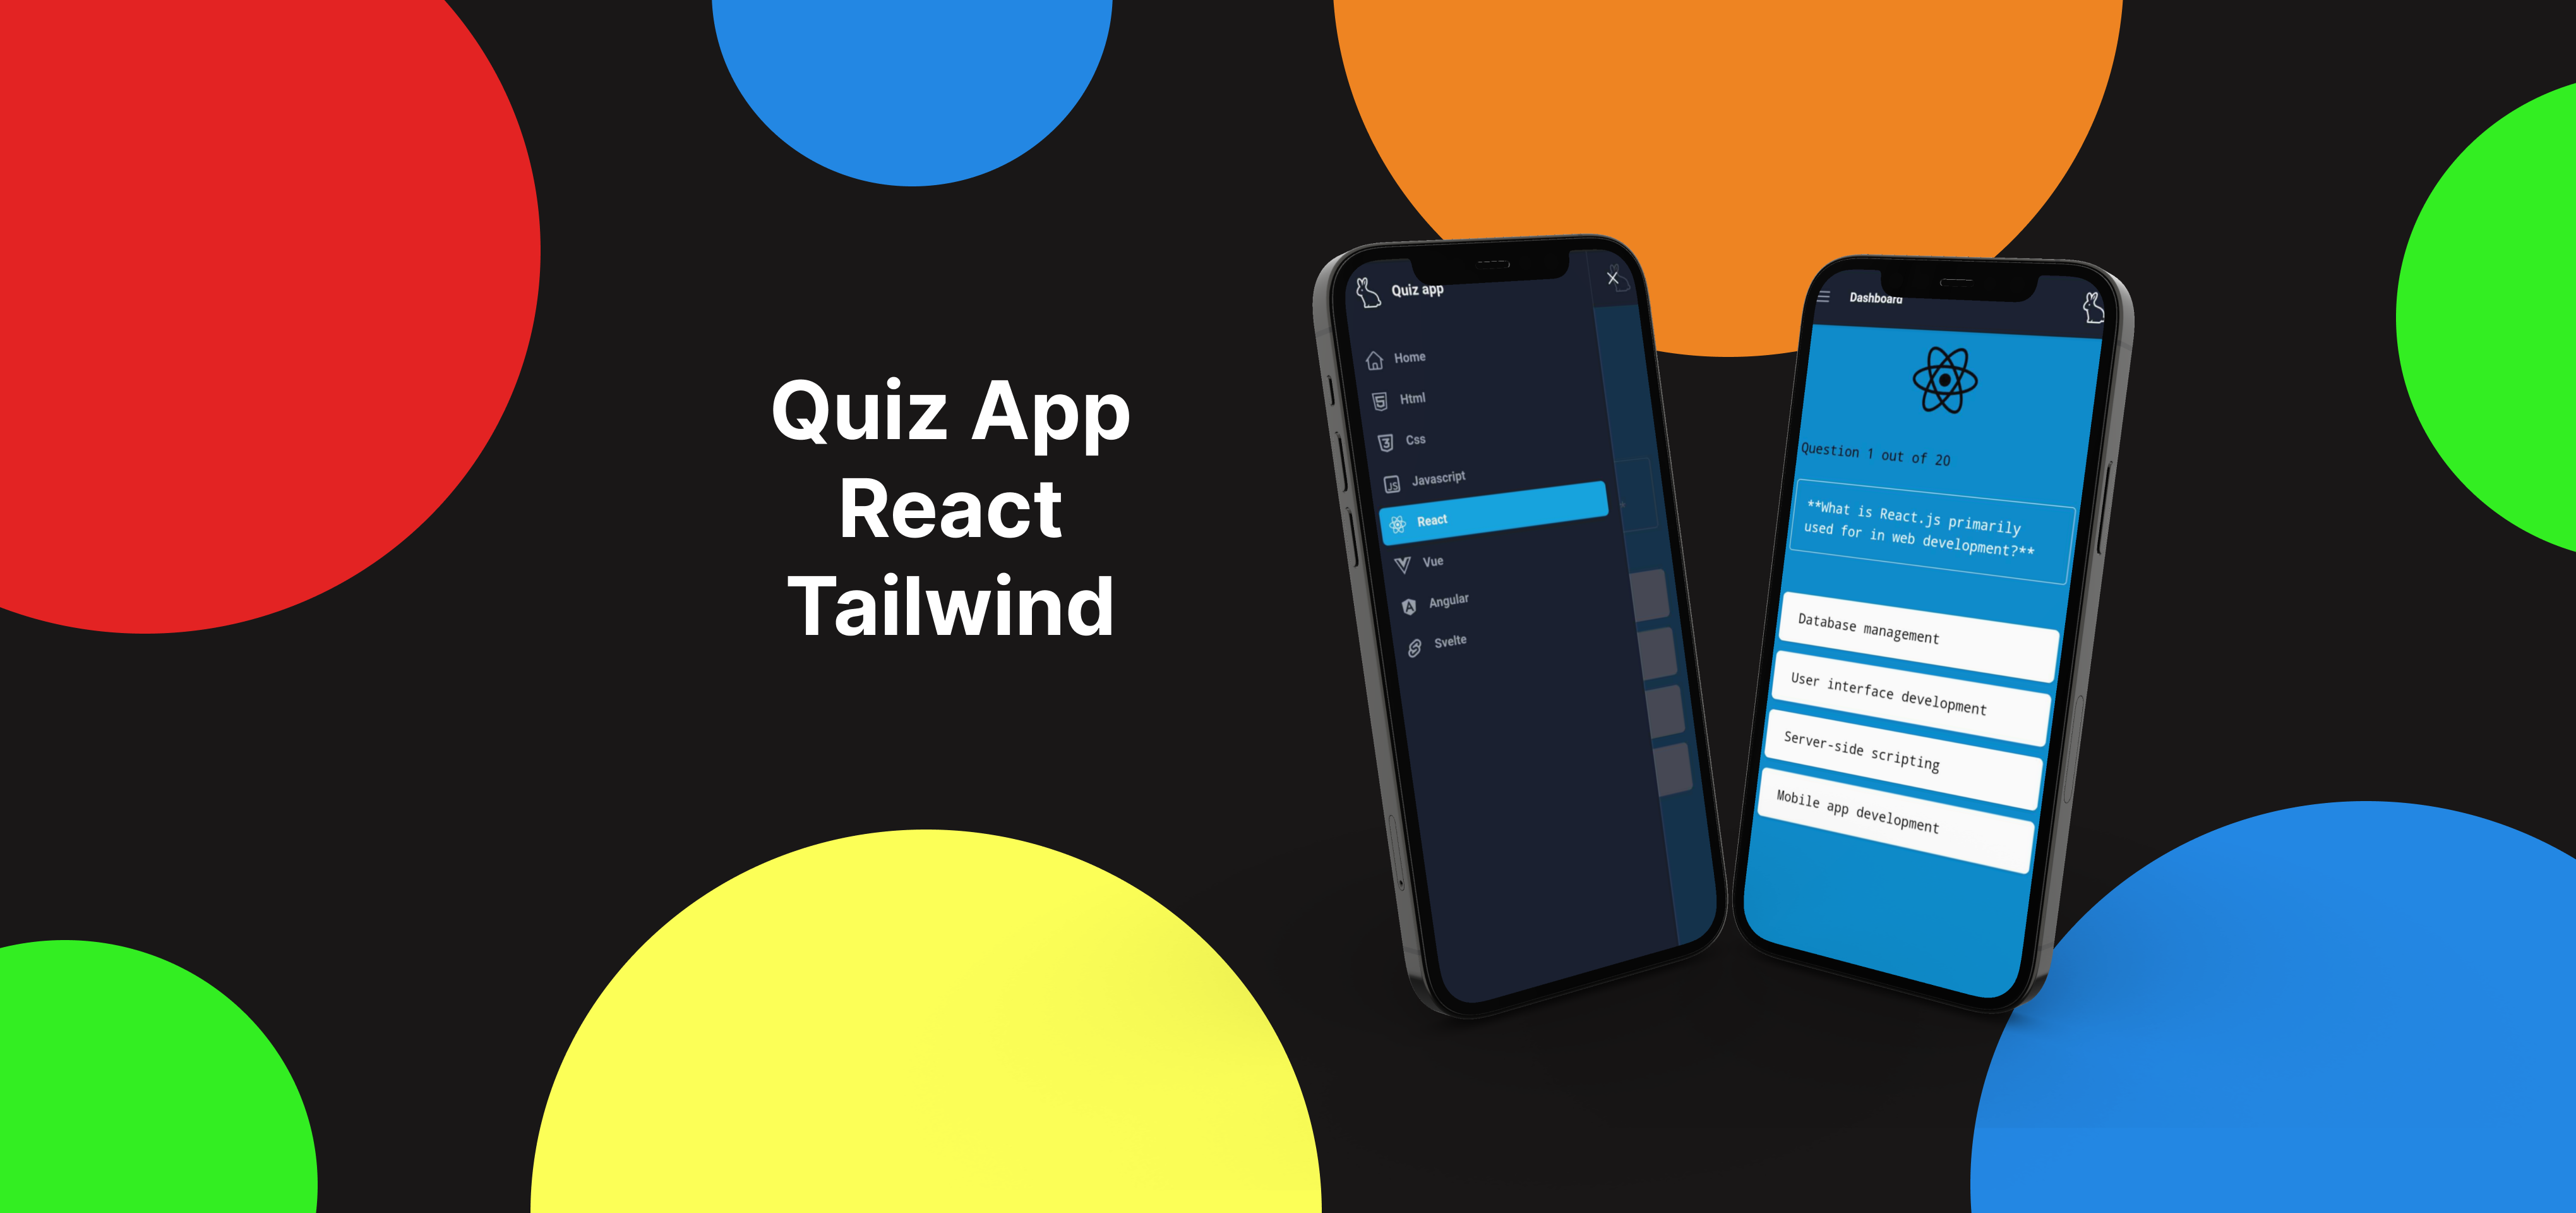 Quiz App
React
Tailwind
Quiz app
Home
Html
Css
Javascript
React
Vue
Angular
Svelte
Dashboard
Question 1 out of 20
**What is React.js primarily
used for in web development?**
Database management
User interface development
Server-side scripting
Mobile app development